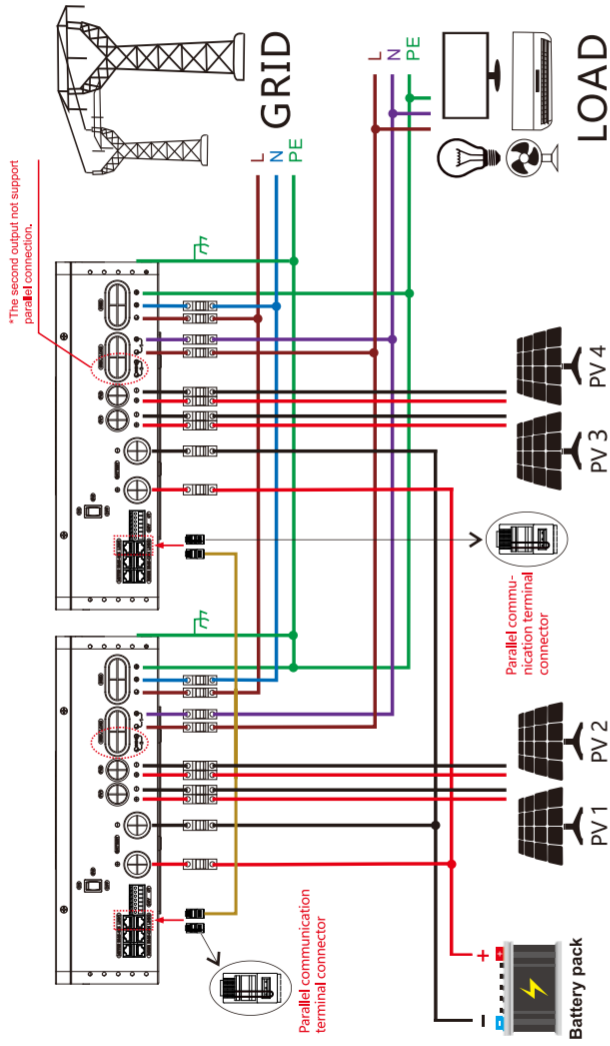 *The second output not support
parallel connection.
GRID
L
N
PE
L
N
PE
LOAD
PV 4
PV 3
Parallel commu-
nication terminal
connector
PV 2
PV 1
Parallel communication
terminal connector
+
−
Battery pack